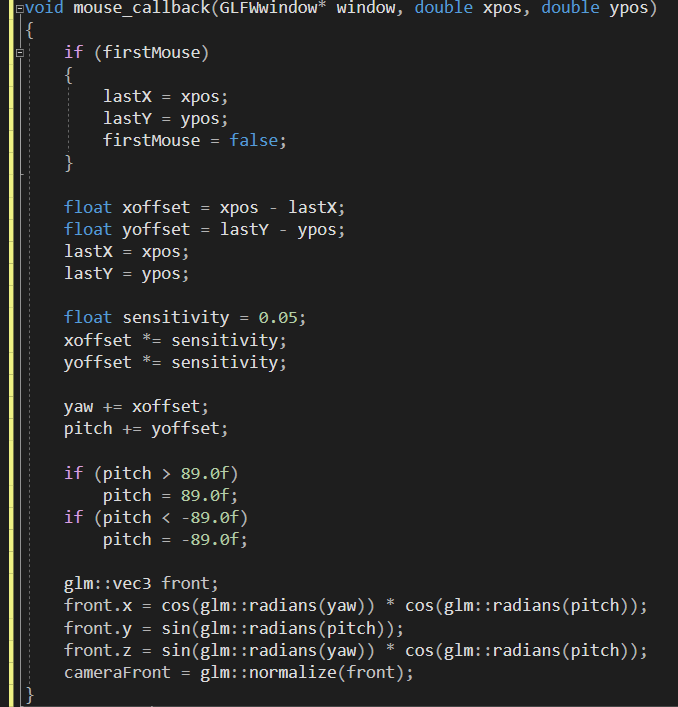 void mouse_callback(GLFWwindow* window, double xpos, double ypos)
{
    if (firstMouse)
    {
        lastX = xpos;
        lastY = ypos;
        firstMouse = false;
    }

    float xoffset = xpos - lastX;
    float yoffset = lastY - ypos;
    lastX = xpos;
    lastY = ypos;

    float sensitivity = 0.05;
    xoffset *= sensitivity;
    yoffset *= sensitivity;

    yaw += xoffset;
    pitch += yoffset;

    if (pitch > 89.0f)
        pitch = 89.0f;
    if (pitch < -89.0f)
        pitch = -89.0f;

    glm::vec3 front;
    front.x = cos(glm::radians(yaw)) * cos(glm::radians(pitch));
    front.y = sin(glm::radians(pitch));
    front.z = sin(glm::radians(yaw)) * cos(glm::radians(pitch));
    cameraFront = glm::normalize(front);
}